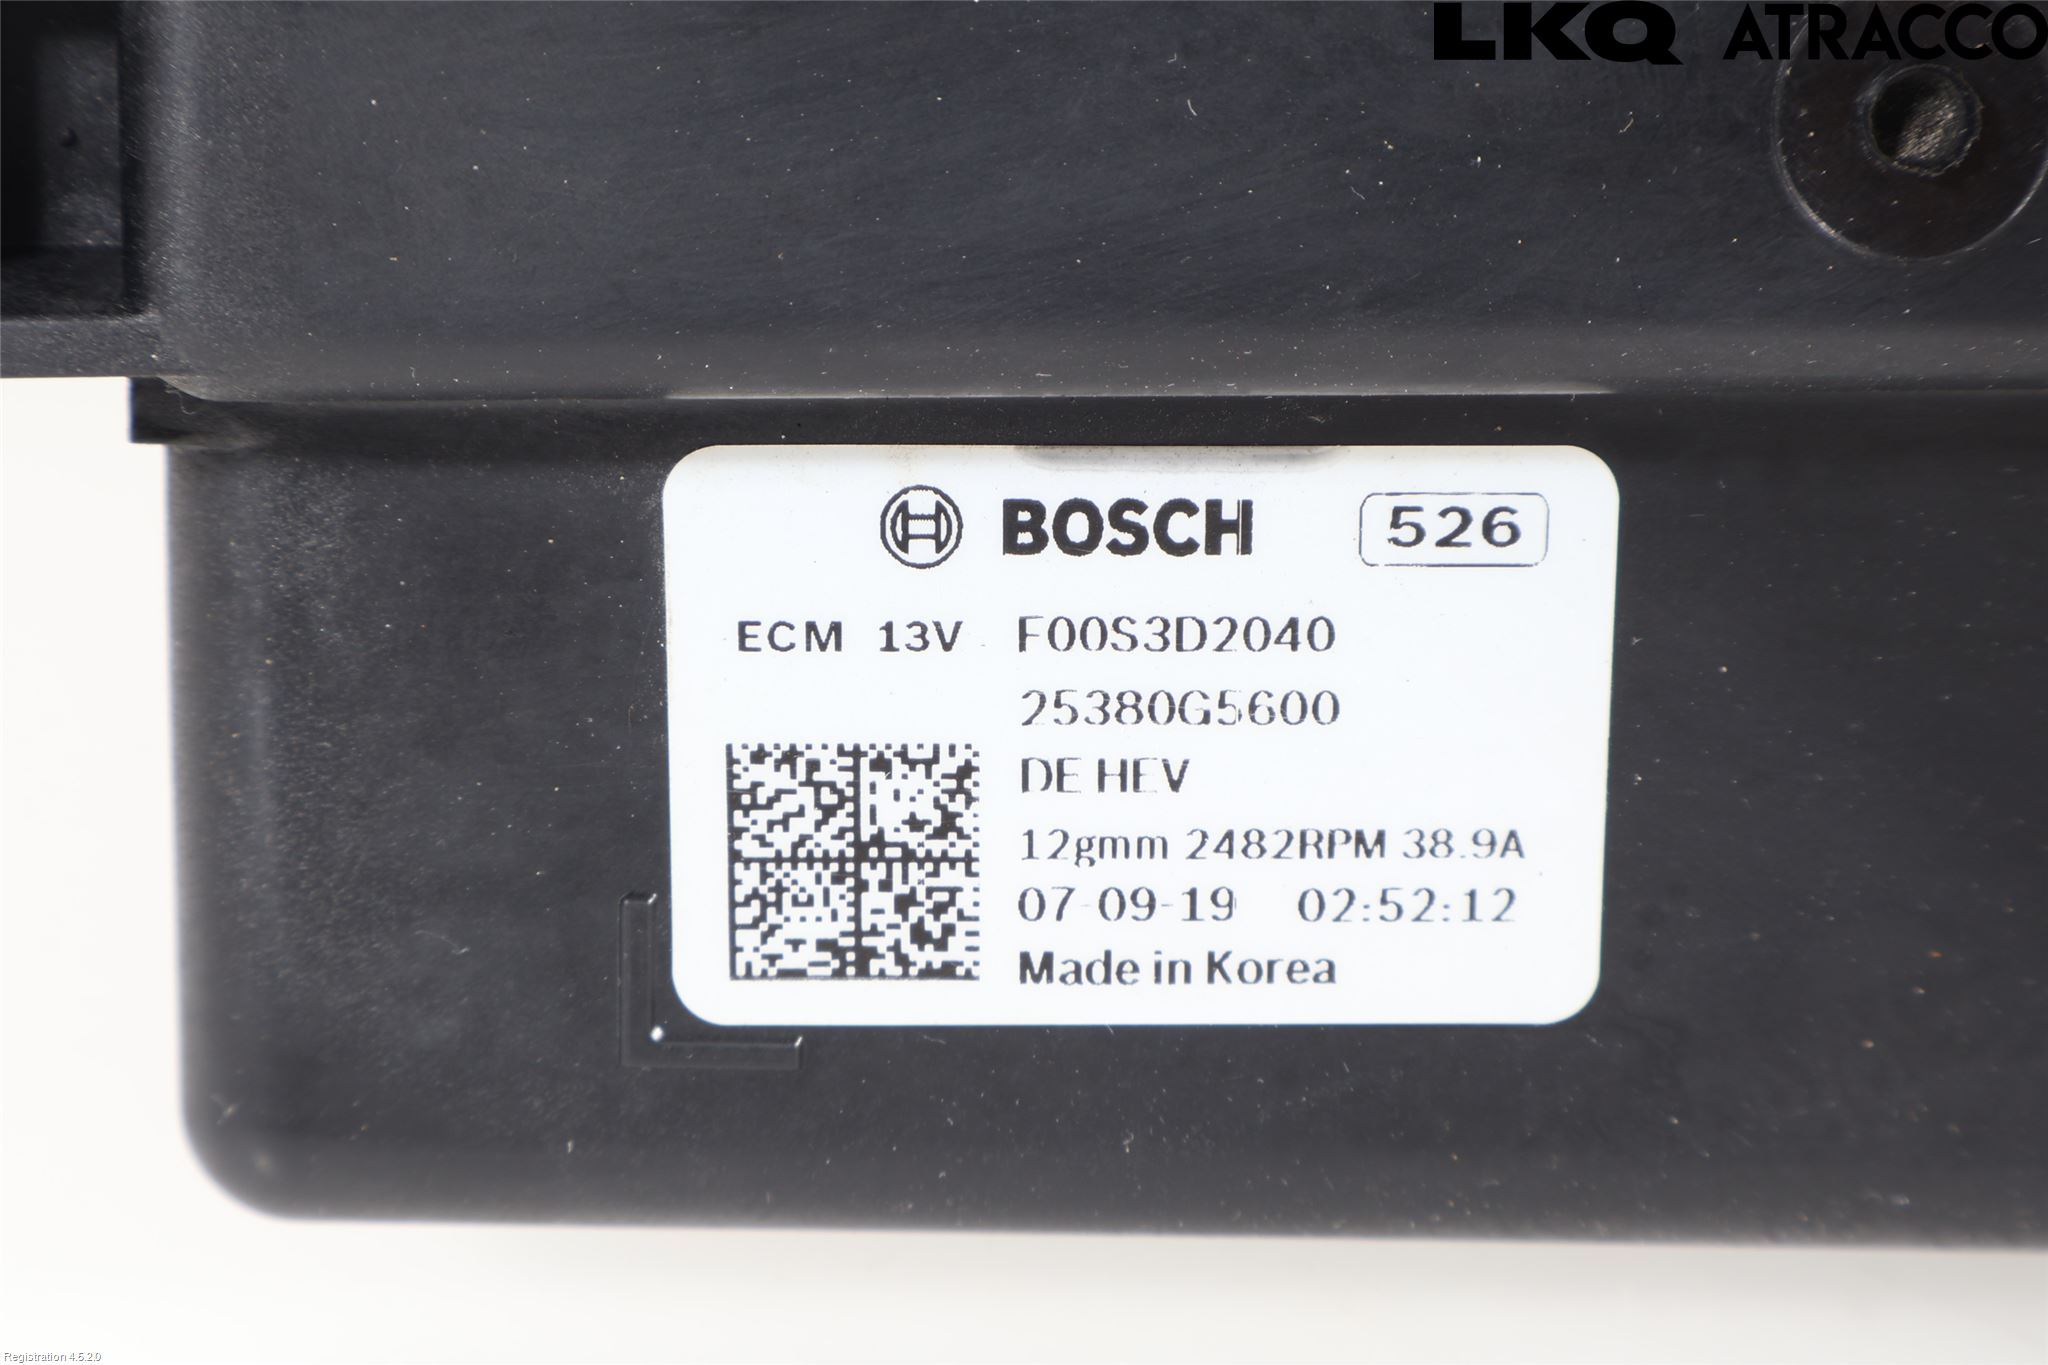 LKQ ATRACCO
BOSCH 526
ECM 13V F00S3D2040
25380G5600
DE HEV
12gmm 2482RPM 38.9A
07-09-19 02:52:12
Made in Korea
Registration 4.5.2.0